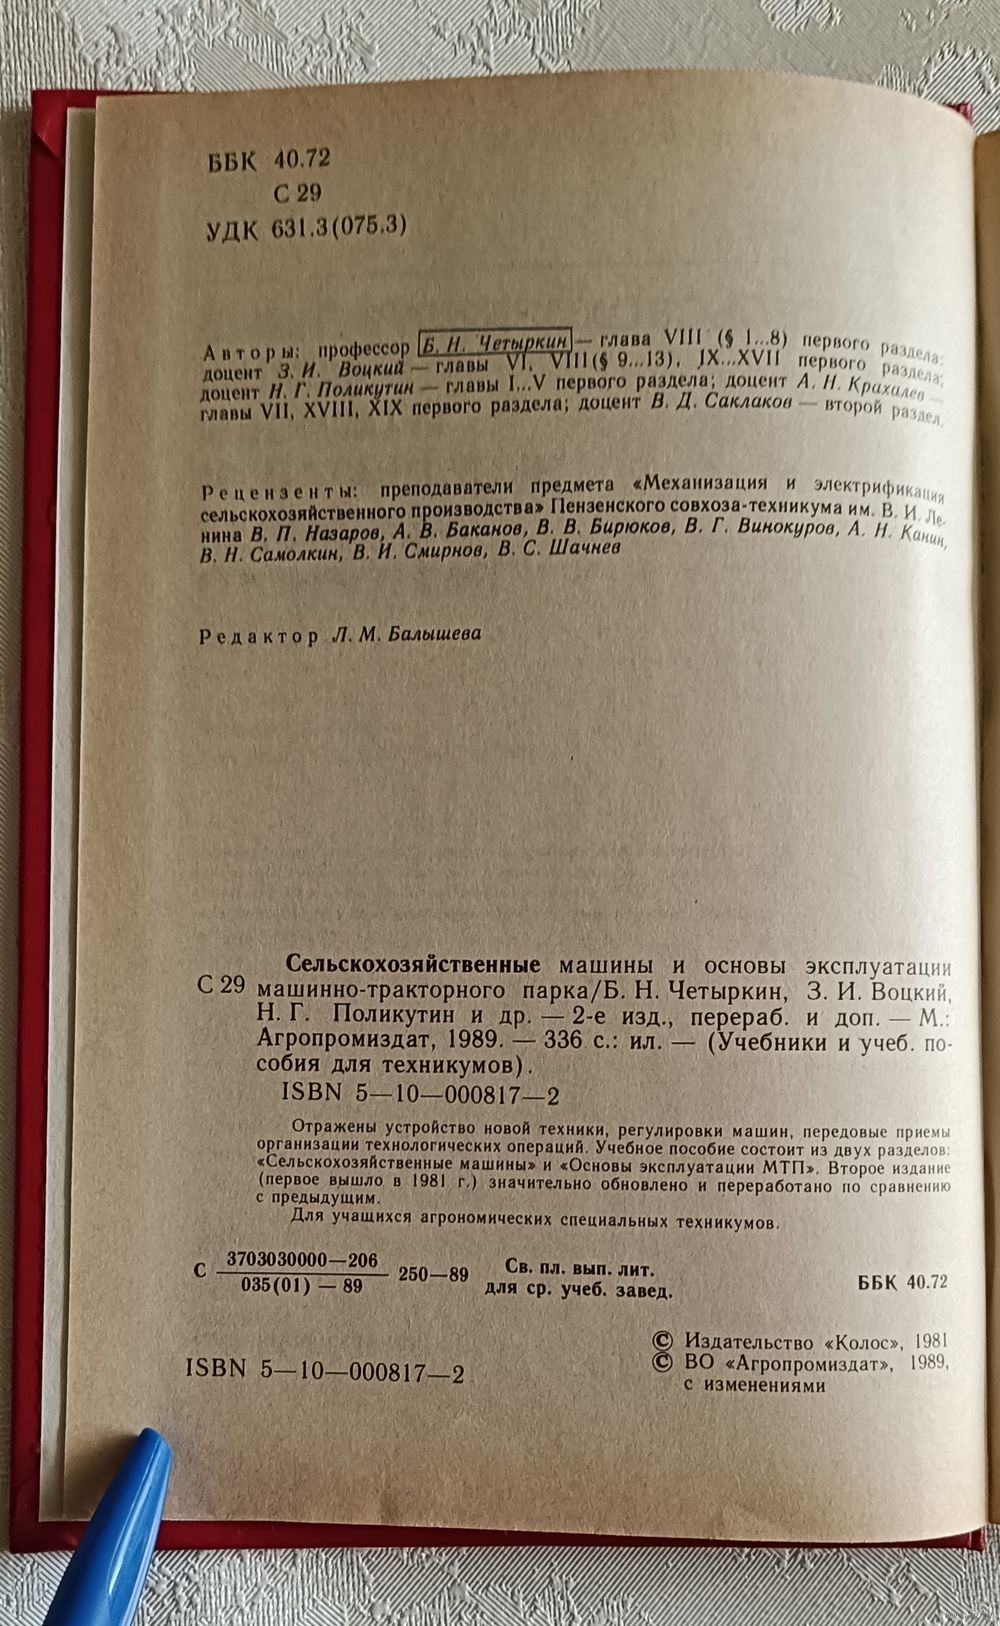 ББК 40.72
С 29
УДК 631.3(075.3)
Авторы: профессор Б. Н. Четыркин — глава VIII (§ 1...8) первого раздела;
доцент З. И. Воцкий — главы VI, VIII (§ 9...13), IX...XVII первого раздела;
доцент Н. Г. Поликутин — главы I...V первого раздела; доцент А. Н. Крахалев —
главы VII, XVIII, XIX первого раздела; доцент В. Д. Саклаков — второй раздел.
Рецензенты: преподаватели предмета «Механизация и электрификация
сельскохозяйственного производства» Пензенского совхоза-техникума им. В. И. Ле-
нина В. П. Назаров, А. В. Баканов, В. В. Бирюков, В. Г. Винокуров, А. Н. Канин,
В. Н. Самолкин, В. И. Смирнов, В. С. Шачнев
Редактор Л. М. Балышева
Сельскохозяйственные машины и основы эксплуатации
С 29 машинно-тракторного парка/Б. Н. Четыркин, З. И. Воцкий,
Н. Г. Поликутин и др. — 2-е изд., перераб. и доп. — М.:
Агропромиздат, 1989. — 336 с.: ил. — (Учебники и учеб. по-
собия для техникумов).
ISBN 5—10—000817—2
Отражены устройство новой техники, регулировки машин, передовые приемы
организации технологических операций. Учебное пособие состоит из двух разделов:
«Сельскохозяйственные машины» и «Основы эксплуатации МТП». Второе издание
(первое вышло в 1981 г.) значительно обновлено и переработано по сравнению
с предыдущим.
Для учащихся агрономических специальных техникумов.
С 3703030000—206
035(01) — 89 250—89
Св. пл. вып. лит.
для ср. учеб. завед.
ББК 40.72
ISBN 5—10—000817—2
© Издательство «Колос», 1981
© ВО «Агропромиздат», 1989,
с изменениями